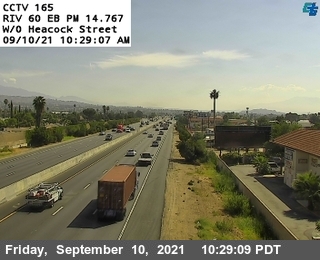 CCTV 165
RIV 60 EB PM 14.767
W/O Heacock Street
09/10/21 10:29:07 AM
Friday, September 10, 2021 10:29:09 PDT